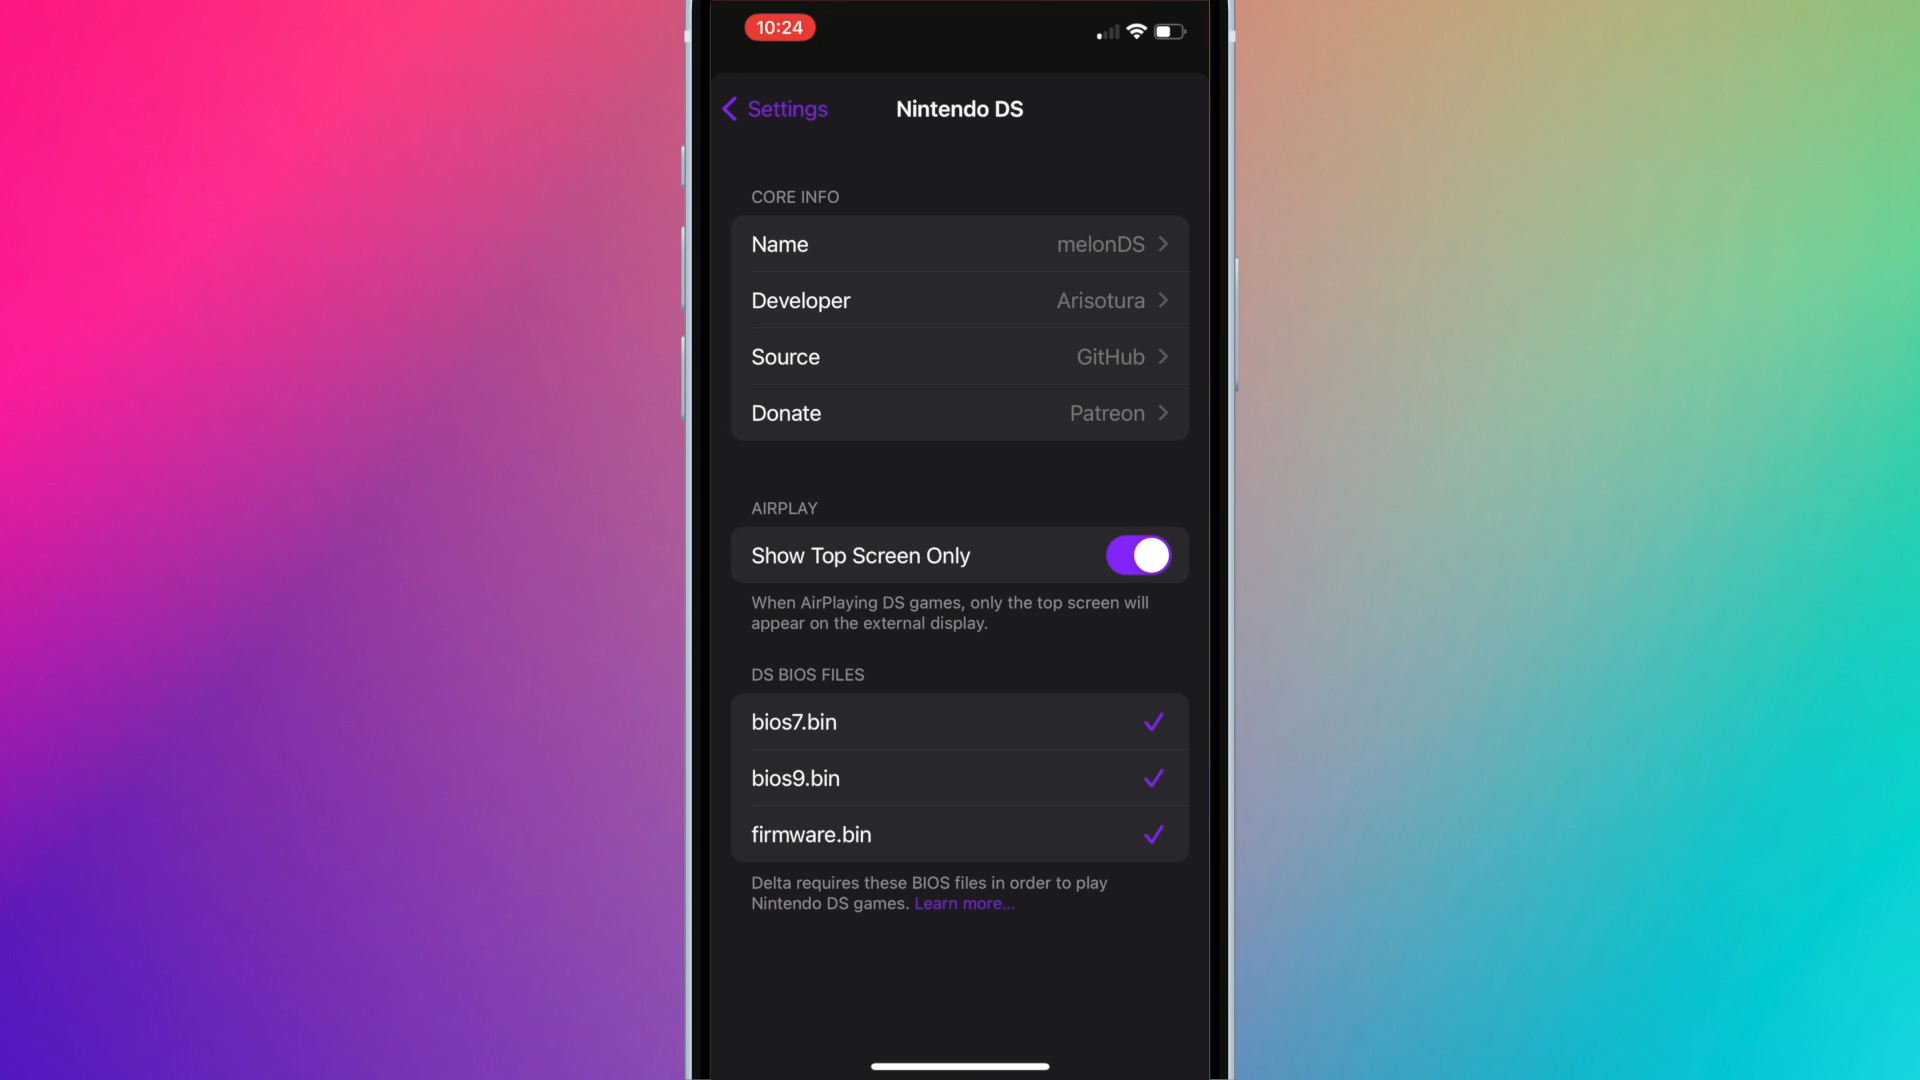 10:24
Settings
Nintendo DS
CORE INFO
Name melonDS
Developer Arisotura
Source GitHub
Donate Patreon
AIRPLAY
Show Top Screen Only
When AirPlaying DS games, only the top screen will
appear on the external display.
DS BIOS FILES
bios7.bin
bios9.bin
firmware.bin
Delta requires these BIOS files in order to play
Nintendo DS games. Learn more...